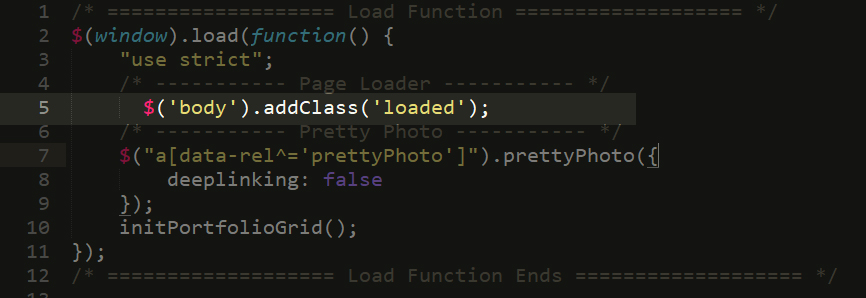 1 /* =================== Load Function =================== */
2 $(window).load(function() {
3 "use strict";
4 /* ----------- Page Loader ----------- */
5 $('body').addClass('loaded');
6 /* ----------- Pretty Photo ----------- */
7 $("a[data-rel^='prettyPhoto']").prettyPhoto({
8 deeplinking: false
9 });
10 initPortfolioGrid();
11 });
12 /* =================== Load Function Ends =================== */
13